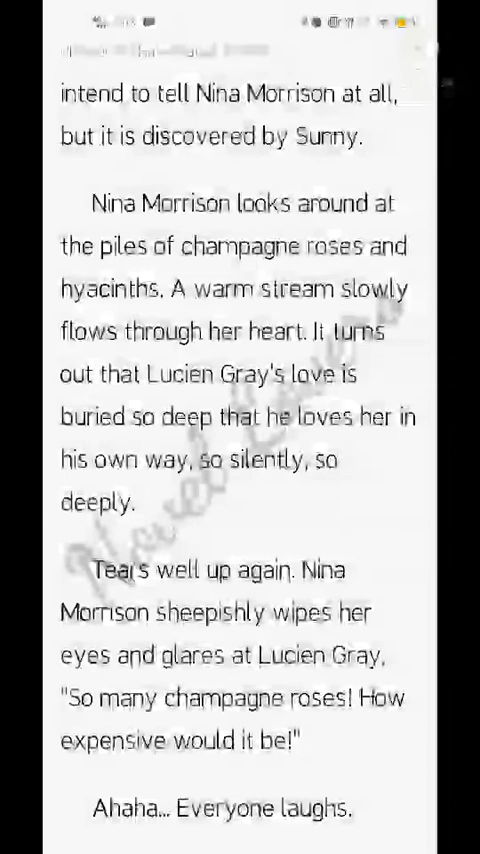 intend to tell Nina Morrison at all,
but it is discovered by Sunny.
Nina Morrison looks around at
the piles of champagne roses and
hyacinths. A warm stream slowly
flows through her heart. It turns
out that Lucien Gray's love is
buried so deep that he loves her in
his own way, so silently, so
deeply.
Tears well up again. Nina
Morrison sheepishly wipes her
eyes and glares at Lucien Gray,
"So many champagne roses! How
expensive would it be!"
Ahaha... Everyone laughs.
Novel Lovers